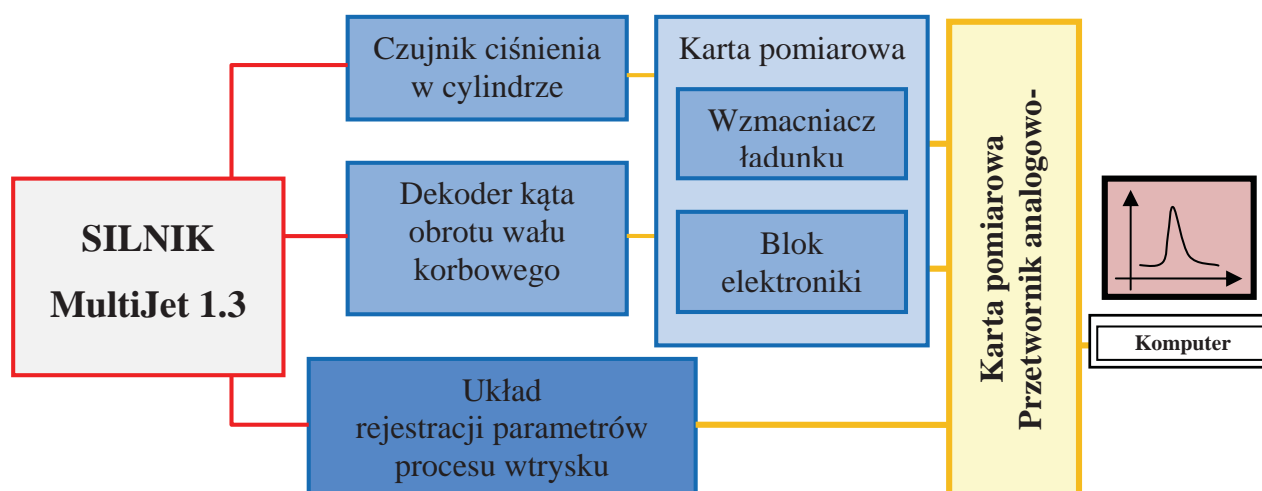 SILNIK
MultiJet 1.3
Czujnik ciśnienia
w cylindrze
Dekoder kąta
obrotu wału
korbowego
Układ
rejestracji parametrów
procesu wtrysku
Karta pomiarowa
Wzmacniacz
ładunku
Blok
elektroniki
Karta pomiarowa
Przetwornik analogowo-
Komputer